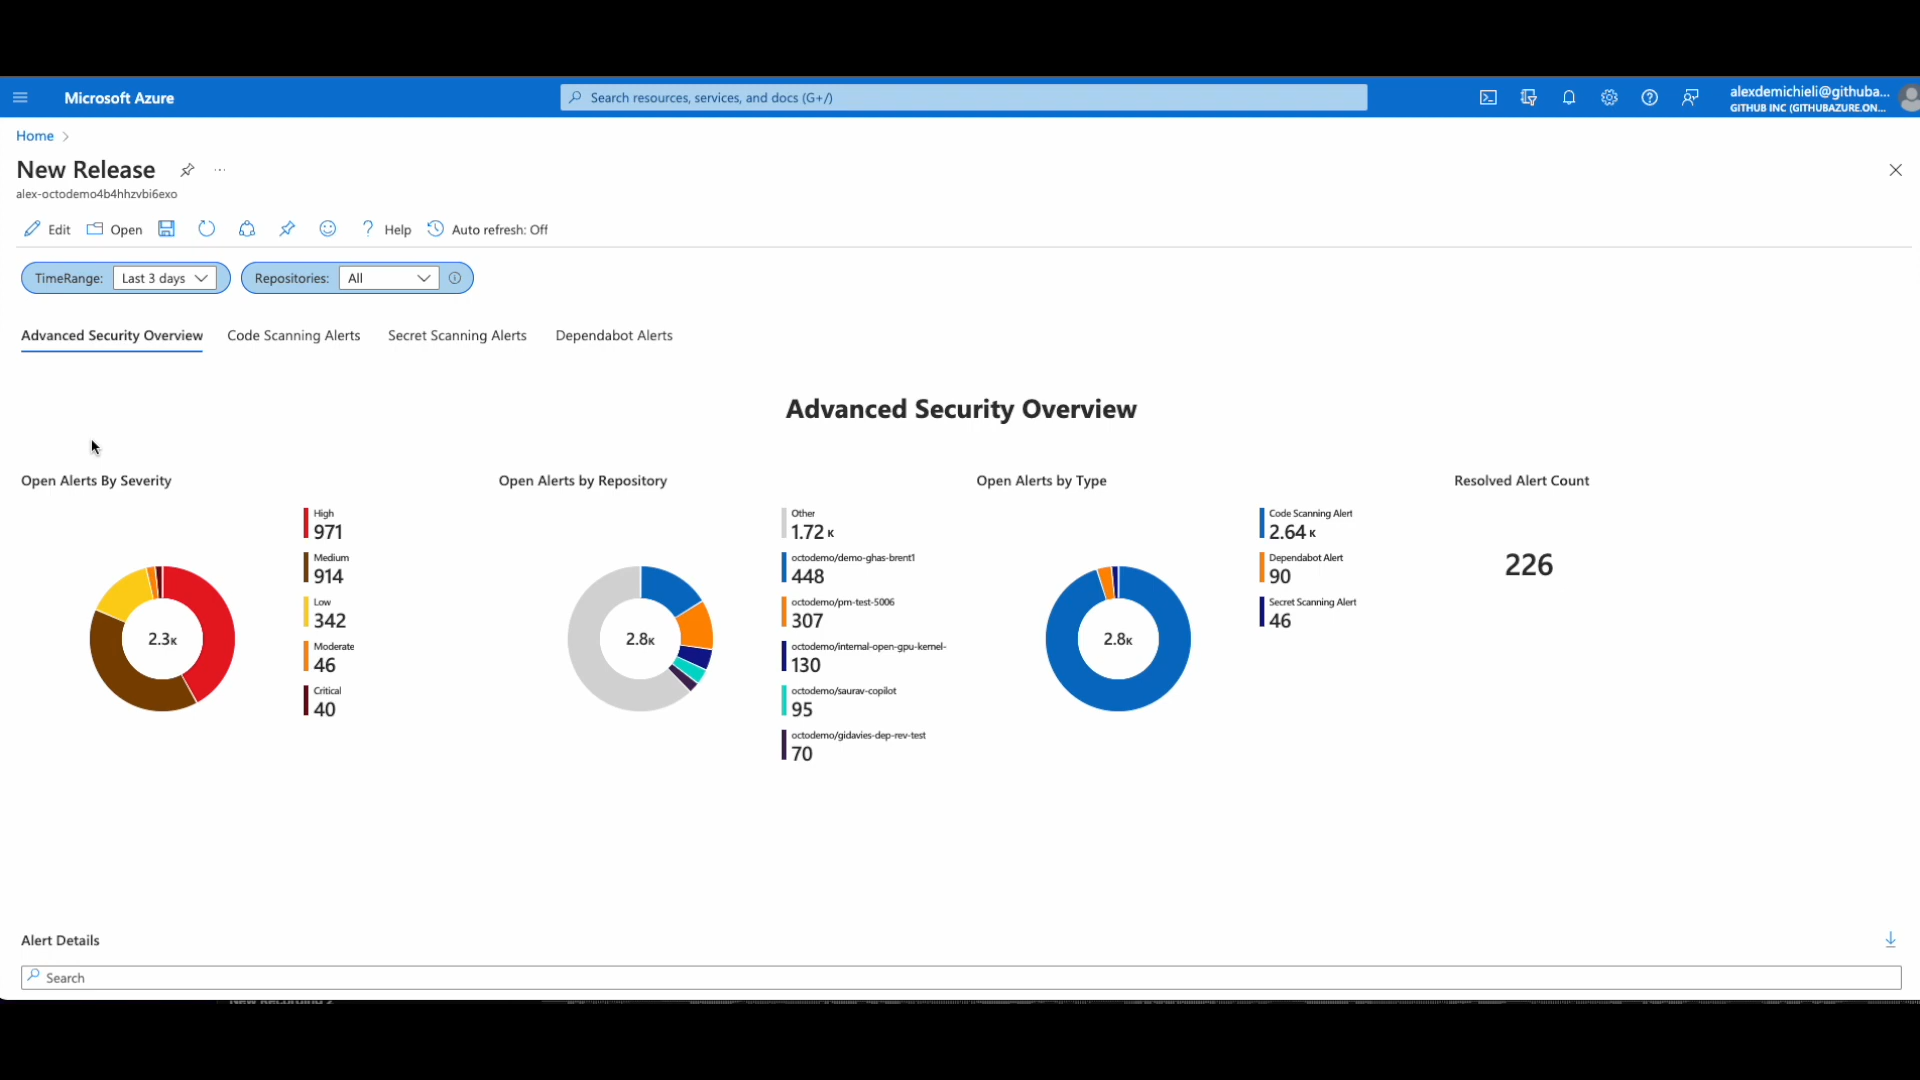 Microsoft Azure
Search resources, services, and docs (G+/)
alexdemichieli@githuba...
GITHUB INC (GITHUBAZURE.ON...
Home
New Release
...
alex-octodemo4b4hhzvbi6exo
Edit
Open
Help
Auto refresh: Off
TimeRange: Last 3 days
Repositories: All
Advanced Security Overview
Code Scanning Alerts
Secret Scanning Alerts
Dependabot Alerts
Advanced Security Overview
Open Alerts By Severity
2.3K
High
971
Medium
914
Low
342
Moderate
46
Critical
40
Open Alerts by Repository
2.8K
Other
1.72 K
octodemo/demo-ghas-brent1
448
octodemo/pm-test-5006
307
octodemo/internal-open-gpu-kernel-
130
octodemo/saurav-copilot
95
octodemo/gidavies-dep-rev-test
70
Open Alerts by Type
2.8K
Code Scanning Alert
2.64 K
Dependabot Alert
90
Secret Scanning Alert
46
Resolved Alert Count
226
Alert Details
Search